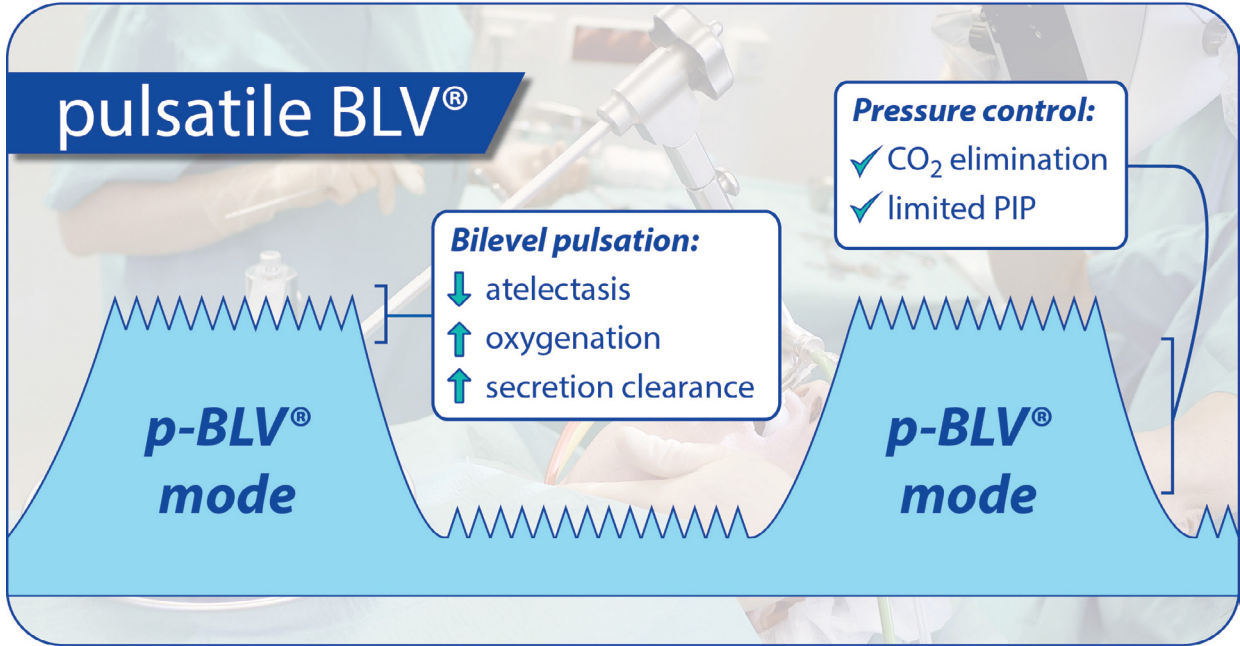 pulsatile BLV®
Pressure control:
✓ CO₂ elimination
✓ limited PIP
Bilevel pulsation:
↓ atelectasis
↑ oxygenation
↑ secretion clearance
p-BLV®
mode
p-BLV®
mode